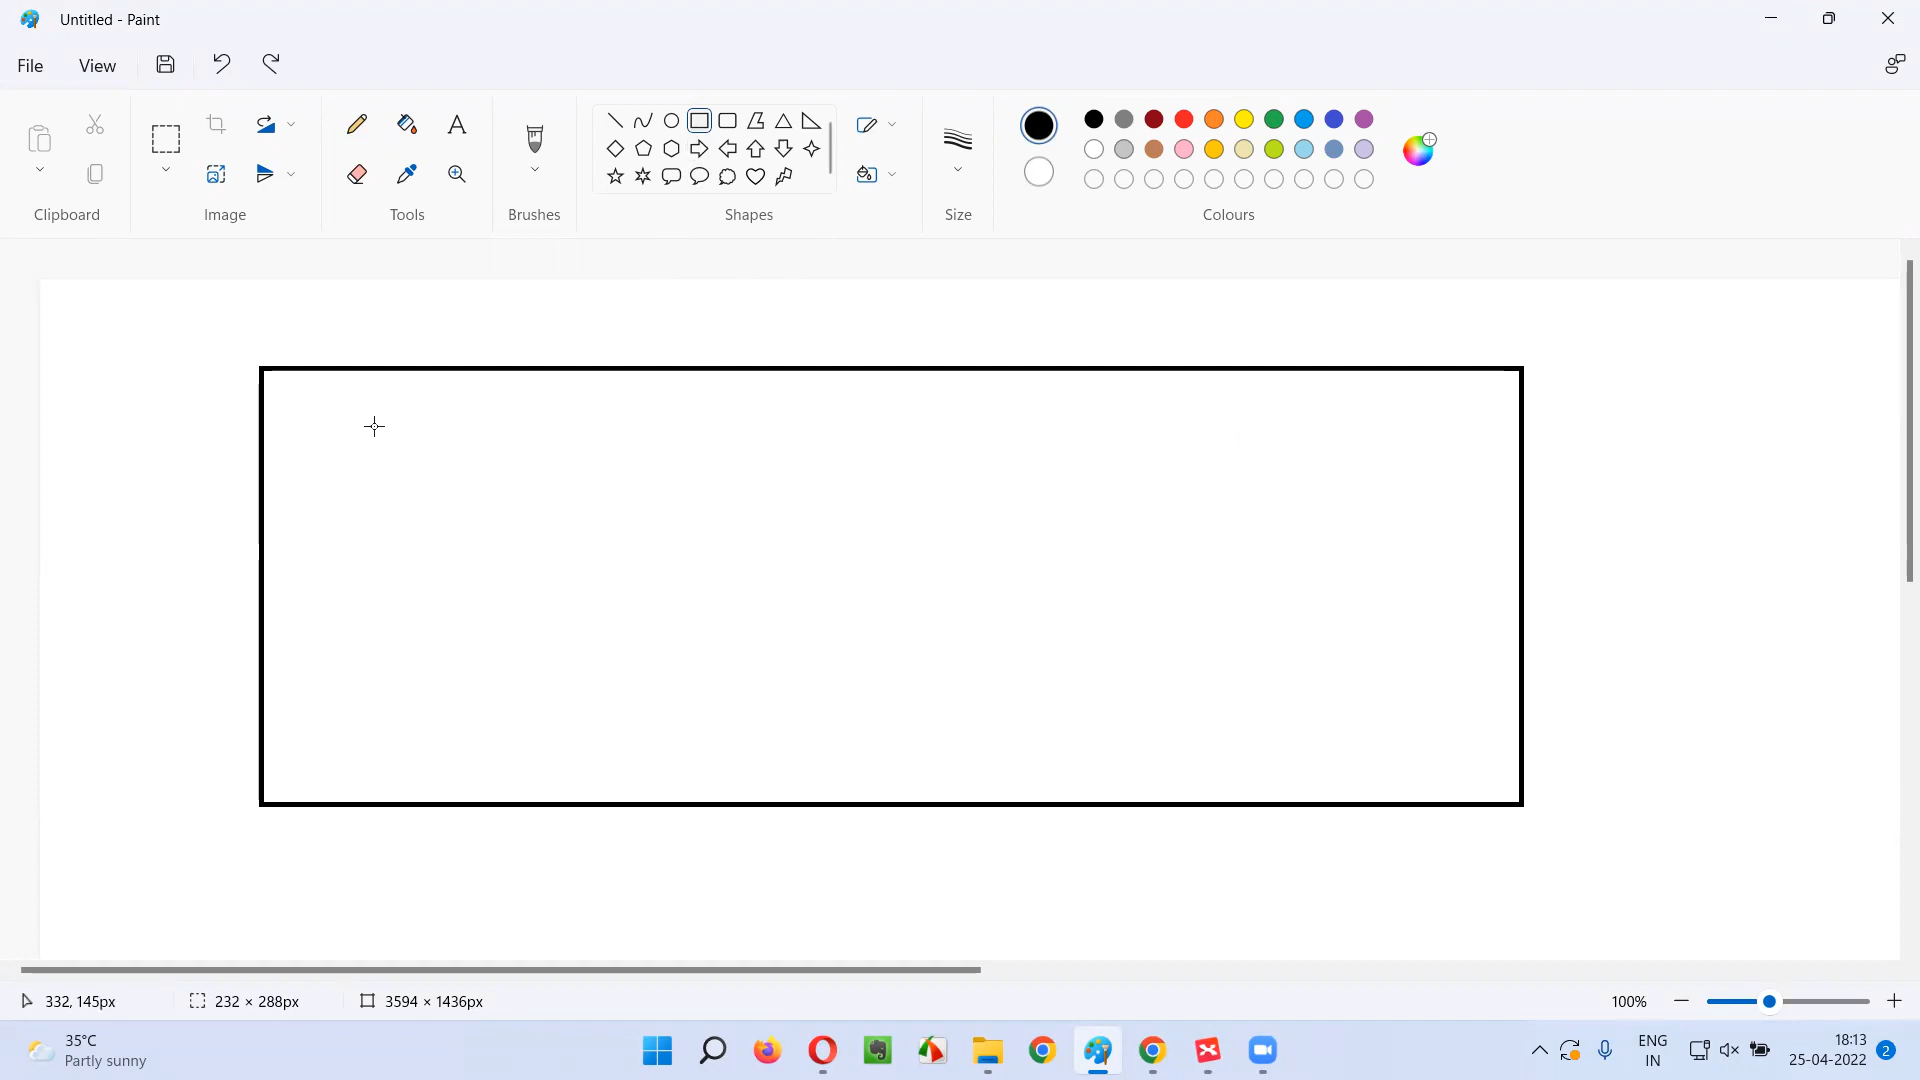 Untitled - Paint
File View
Clipboard Image Tools Brushes Shapes Size Colours
332, 145px 232 × 288px 3594 × 1436px 100%
35°C
Partly sunny
ENG
IN
18:13
25-04-2022
2